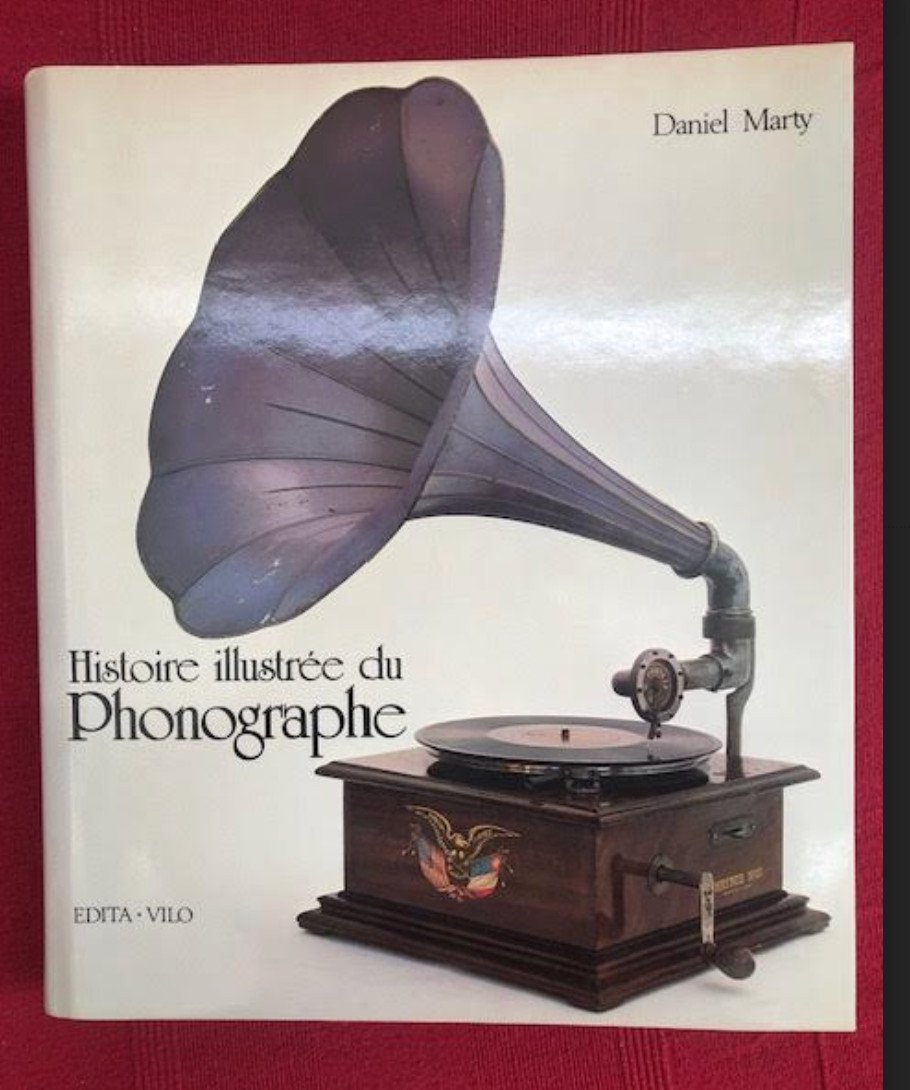 Daniel Marty
Histoire illustrée du
Phonographe
EDITA · VILO